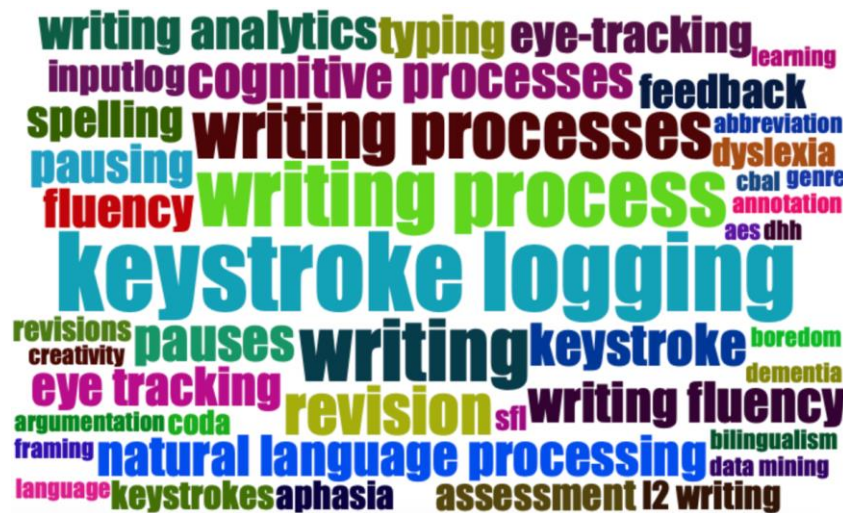 writing analytics typing eye-tracking learning
inputlog cognitive processes feedback
spelling writing processes abbreviation
pausing dyslexia
cbal genre
fluency writing process annotation
aes dhh
keystroke logging
revisions pauses writing keystroke boredom
creativity
eye tracking dementia
revision sfl writing fluency
argumentation coda
framing natural language processing bilingualism
data mining
language keystrokes aphasia assessment l2 writing